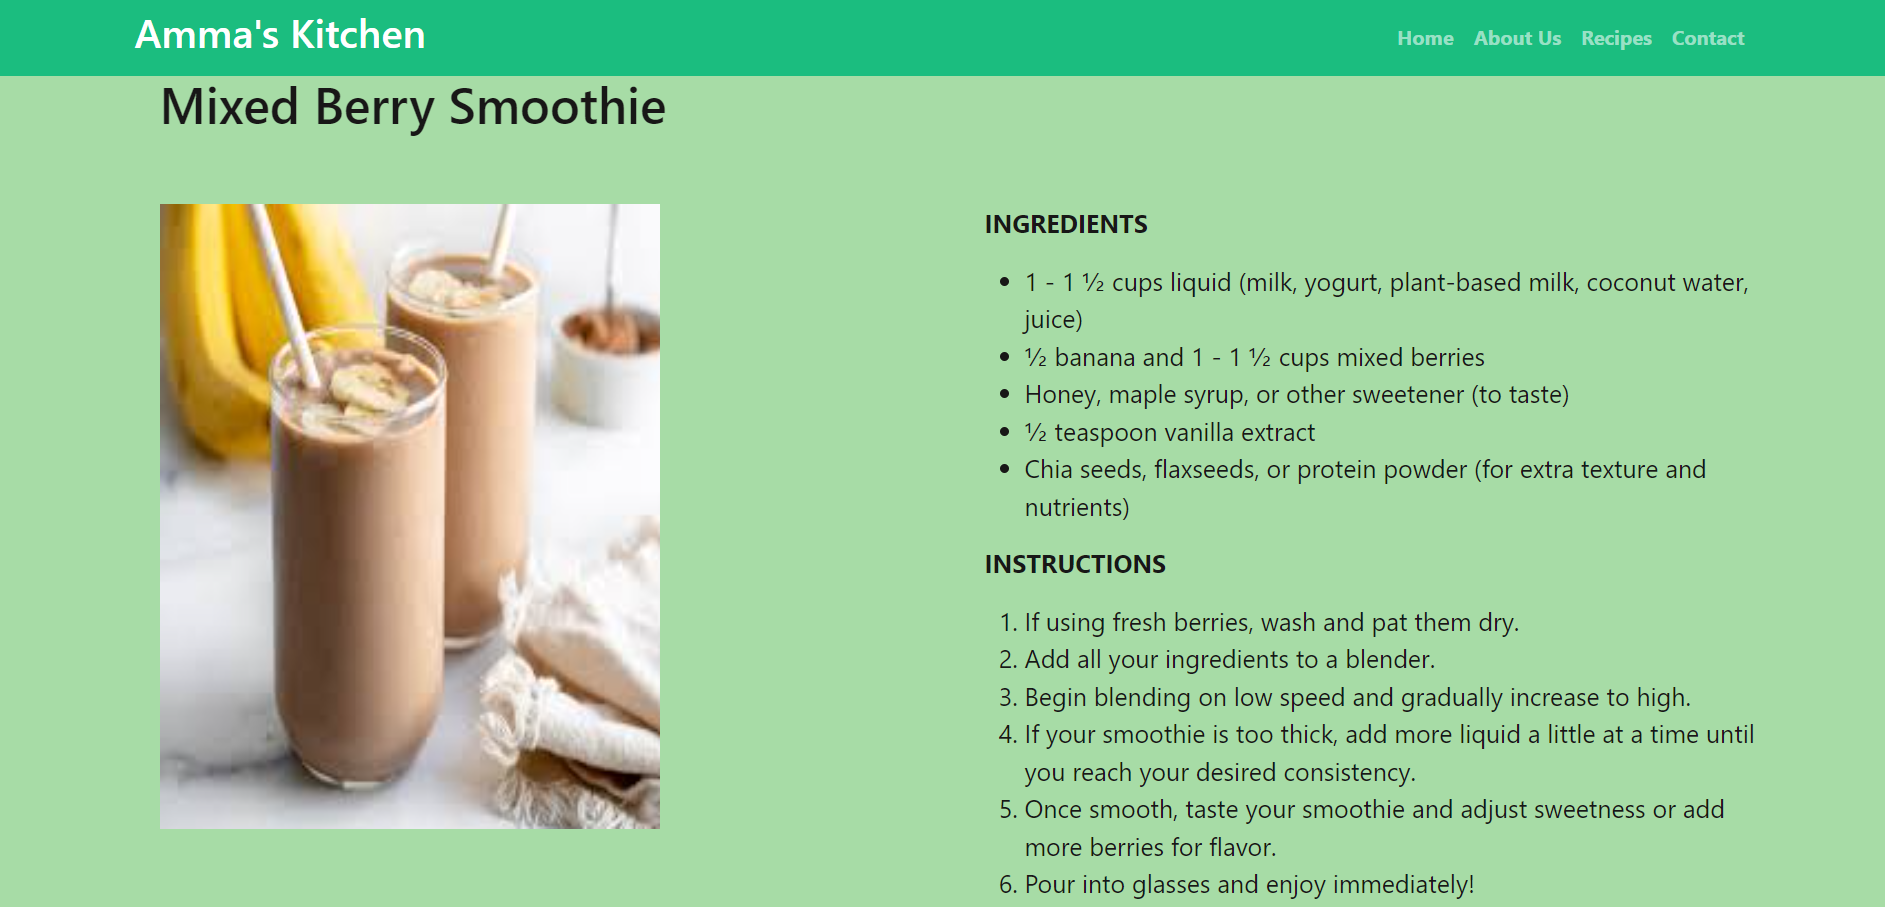 Amma's Kitchen
Home About Us Recipes Contact
Mixed Berry Smoothie
INGREDIENTS
• 1 - 1 ½ cups liquid (milk, yogurt, plant-based milk, coconut water,
juice)
• ½ banana and 1 - 1 ½ cups mixed berries
• Honey, maple syrup, or other sweetener (to taste)
• ½ teaspoon vanilla extract
• Chia seeds, flaxseeds, or protein powder (for extra texture and
nutrients)
INSTRUCTIONS
1. If using fresh berries, wash and pat them dry.
2. Add all your ingredients to a blender.
3. Begin blending on low speed and gradually increase to high.
4. If your smoothie is too thick, add more liquid a little at a time until
you reach your desired consistency.
5. Once smooth, taste your smoothie and adjust sweetness or add
more berries for flavor.
6. Pour into glasses and enjoy immediately!